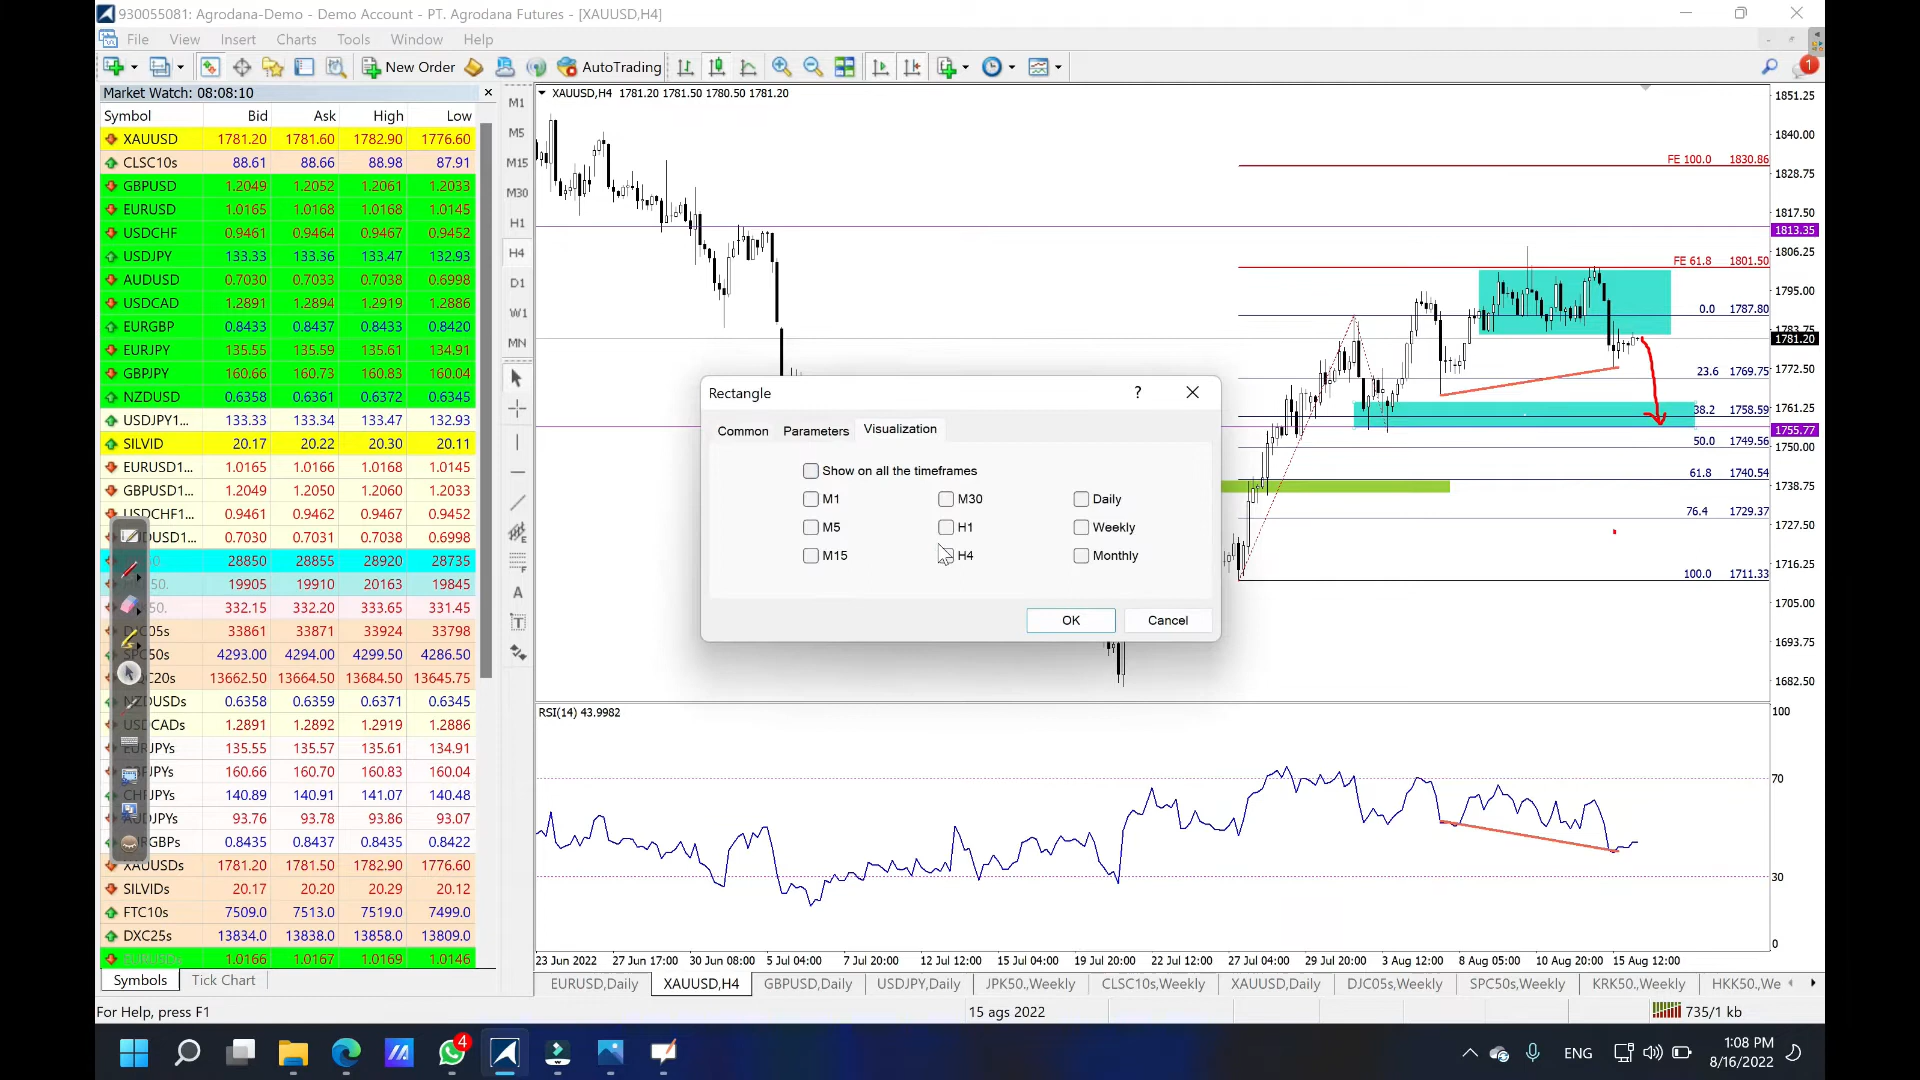 930055081: Agrodana-Demo - Demo Account - PT. Agrodana Futures - [XAUUSD,H4]
File View Insert Charts Tools Window Help
New Order AutoTrading 1
Market Watch: 08:08:10
Symbol Bid Ask High Low
XAUUSD 1781.20 1781.60 1782.90 1776.60
CLSC10s 88.61 88.66 88.98 87.91
GBPUSD 1.2049 1.2052 1.2061 1.2033
EURUSD 1.0165 1.0168 1.0168 1.0145
USDCHF 0.9461 0.9464 0.9467 0.9452
USDJPY 133.33 133.36 133.47 132.93
AUDUSD 0.7030 0.7033 0.7038 0.6998
USDCAD 1.2891 1.2894 1.2919 1.2886
EURGBP 0.8433 0.8437 0.8433 0.8420
EURJPY 135.55 135.59 135.61 134.91
GBPJPY 160.66 160.73 160.83 160.04
NZDUSD 0.6358 0.6361 0.6372 0.6345
USDJPY1... 133.33 133.34 133.47 132.93
SILVID 20.17 20.22 20.30 20.11
EURUSD1... 1.0165 1.0166 1.0168 1.0145
GBPUSD1... 1.2049 1.2050 1.2060 1.2033
USDCHF1... 0.9461 0.9462 0.9467 0.9452
UDUSD1... 0.7030 0.7031 0.7038 0.7003
28850 28855 28920 28735
50. 19905 19910 20163 19845
50. 332.15 332.20 333.65 331.45
DJC05s 33861 33871 33924 33798
SPC50s 4293.00 4294.00 4299.50 4286.50
C20s 13662.50 13664.50 13684.50 13645.75
NZDUSDs 0.6358 0.6359 0.6371 0.6345
USDCADs 1.2891 1.2892 1.2919 1.2886
EURJPYs 135.55 135.57 135.61 134.91
JPYs 160.66 160.70 160.83 160.04
CHFJPYs 140.89 140.91 141.07 140.48
AUDJPYs 93.76 93.78 93.86 93.07
RGBPs 0.8435 0.8437 0.8435 0.8422
XAUUSDs 1781.20 1781.50 1782.90 1776.60
SILVIDs 20.17 20.20 20.29 20.12
FTC10s 7509.0 7513.0 7519.0 7499.0
DXC25s 13834.0 13838.0 13858.0 13809.0
EURUSDs 1.0166 1.0167 1.0169 1.0146
Symbols Tick Chart
M1
M5
M15
M30
H1
H4
D1
W1
MN
A
T
XAUUSD,H4 1781.20 1781.50 1780.50 1781.20
FE 100.0 1830.86
FE 61.8 1801.50
0.0 1787.80
23.6 1769.75
38.2 1758.59
50.0 1749.56
61.8 1740.54
76.4 1729.37
100.0 1711.33
1851.25
1840.00
1828.75
1817.50
1813.35
1806.25
1795.00
1783.75
1781.20
1772.50
1761.25
1755.77
1750.00
1738.75
1727.50
1716.25
1705.00
1693.75
1682.50
Rectangle ?
Common Parameters Visualization
Show on all the timeframes
M1 M30 Daily
M5 H1 Weekly
M15 H4 Monthly
OK Cancel
RSI(14) 43.9982
100
70
30
0
23 Jun 2022 27 Jun 17:00 30 Jun 08:00 5 Jul 04:00 7 Jul 20:00 12 Jul 12:00 15 Jul 04:00 19 Jul 20:00 22 Jul 12:00 27 Jul 04:00 29 Jul 20:00 3 Aug 12:00 8 Aug 05:00 10 Aug 20:00 15 Aug 12:00
EURUSD,Daily XAUUSD,H4 GBPUSD,Daily USDJPY,Daily JPK50.,Weekly CLSC10s,Weekly XAUUSD,Daily DJC05s,Weekly SPC50s,Weekly KRK50.,Weekly HKK50.,We
For Help, press F1 15 ags 2022 735/1 kb
4 ENG 1:08 PM
8/16/2022